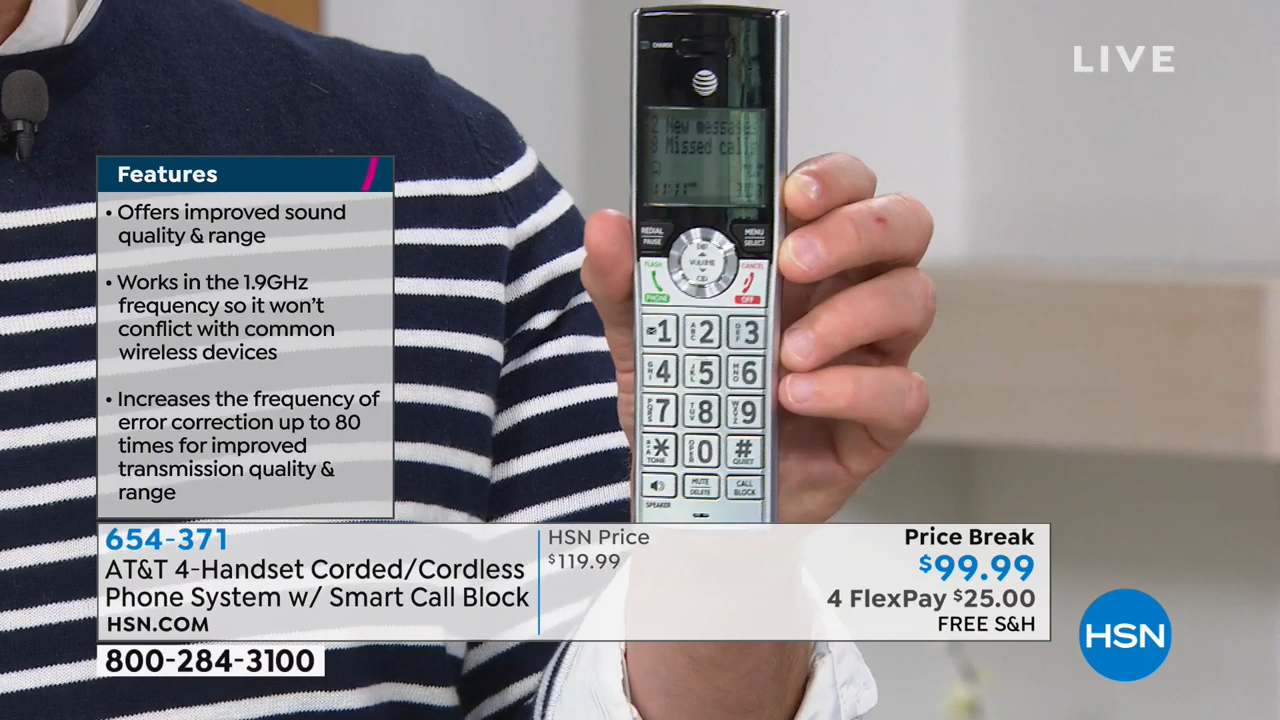 LIVE
CHARGE
2 New messages
8 Missed calls
11:11
REDIAL
PAUSE
MENU
SELECT
DIR
VOLUME
CID
FLASH
PHONE
CANCEL
OFF
1
ABC 2
DEF 3
GHI 4
JKL 5
MNO 6
PQRS 7
TUV 8
WXYZ 9
*
TONE
OPER 0
#
QUIET
SPEAKER
MUTE
DELETE
CALL
BLOCK
Features
• Offers improved sound
quality & range
• Works in the 1.9GHz
frequency so it won't
conflict with common
wireless devices
• Increases the frequency of
error correction up to 80
times for improved
transmission quality &
range
654-371
AT&T 4-Handset Corded/Cordless
Phone System w/ Smart Call Block
HSN.COM
HSN Price
$119.99
Price Break
$99.99
4 FlexPay $25.00
FREE S&H
800-284-3100
HSN